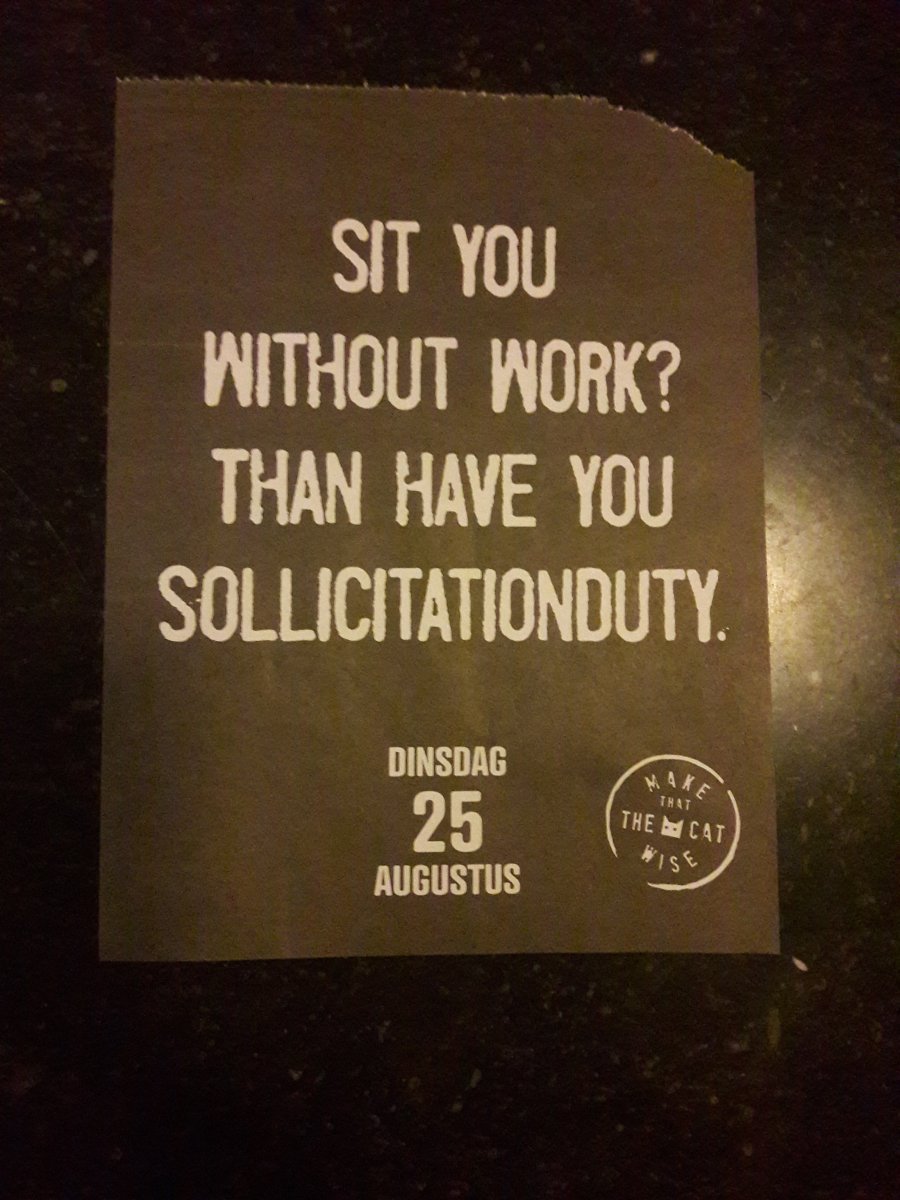 SIT YOU
WITHOUT WORK?
THAN HAVE YOU
SOLLICITATIONDUTY.
DINSDAG
25
AUGUSTUS
MAKE
THAT
THE CAT
WISE